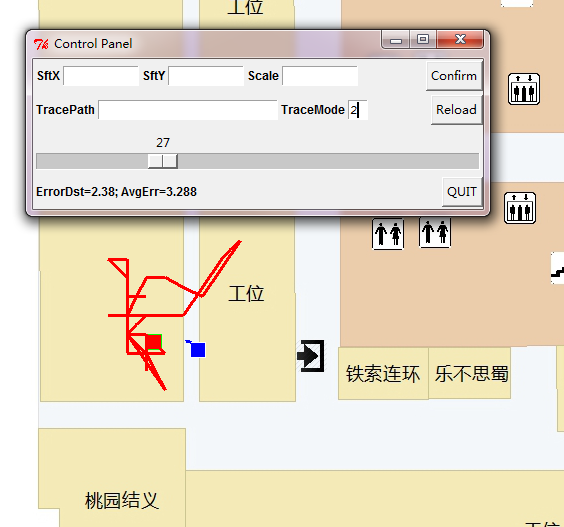 工位
Control Panel
SftX SftY Scale Confirm
TracePath TraceMode 2 Reload
27
ErrorDst=2.38; AvgErr=3.288 QUIT
工位
铁索连环 乐不思蜀
桃园结义
工位